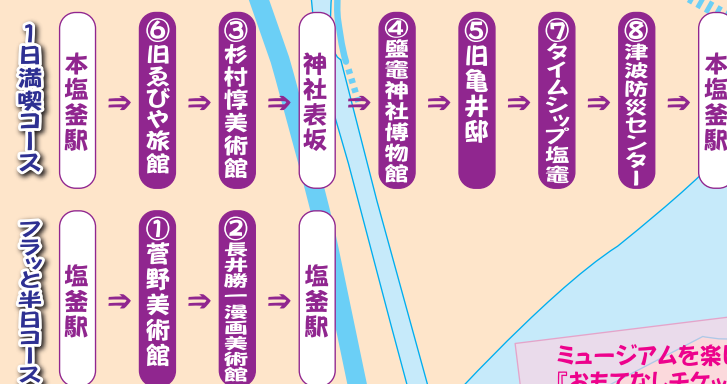 1日満喫コース
本塩釜駅
⇒
⑥旧ゑびや旅館
⇒
③杉村惇美術館
⇒
神社表坂
⇒
④鹽竈神社博物館
⇒
⑤旧亀井邸
⇒
⑦タイムシップ塩竈
⇒
⑧津波防災センター
⇒
本塩釜駅
フラッと半日コース
塩釜駅
⇒
①菅野美術館
⇒
②長井勝一漫画美術館
⇒
塩釜駅
ミュージアムを楽し
『おもてなしチケッ